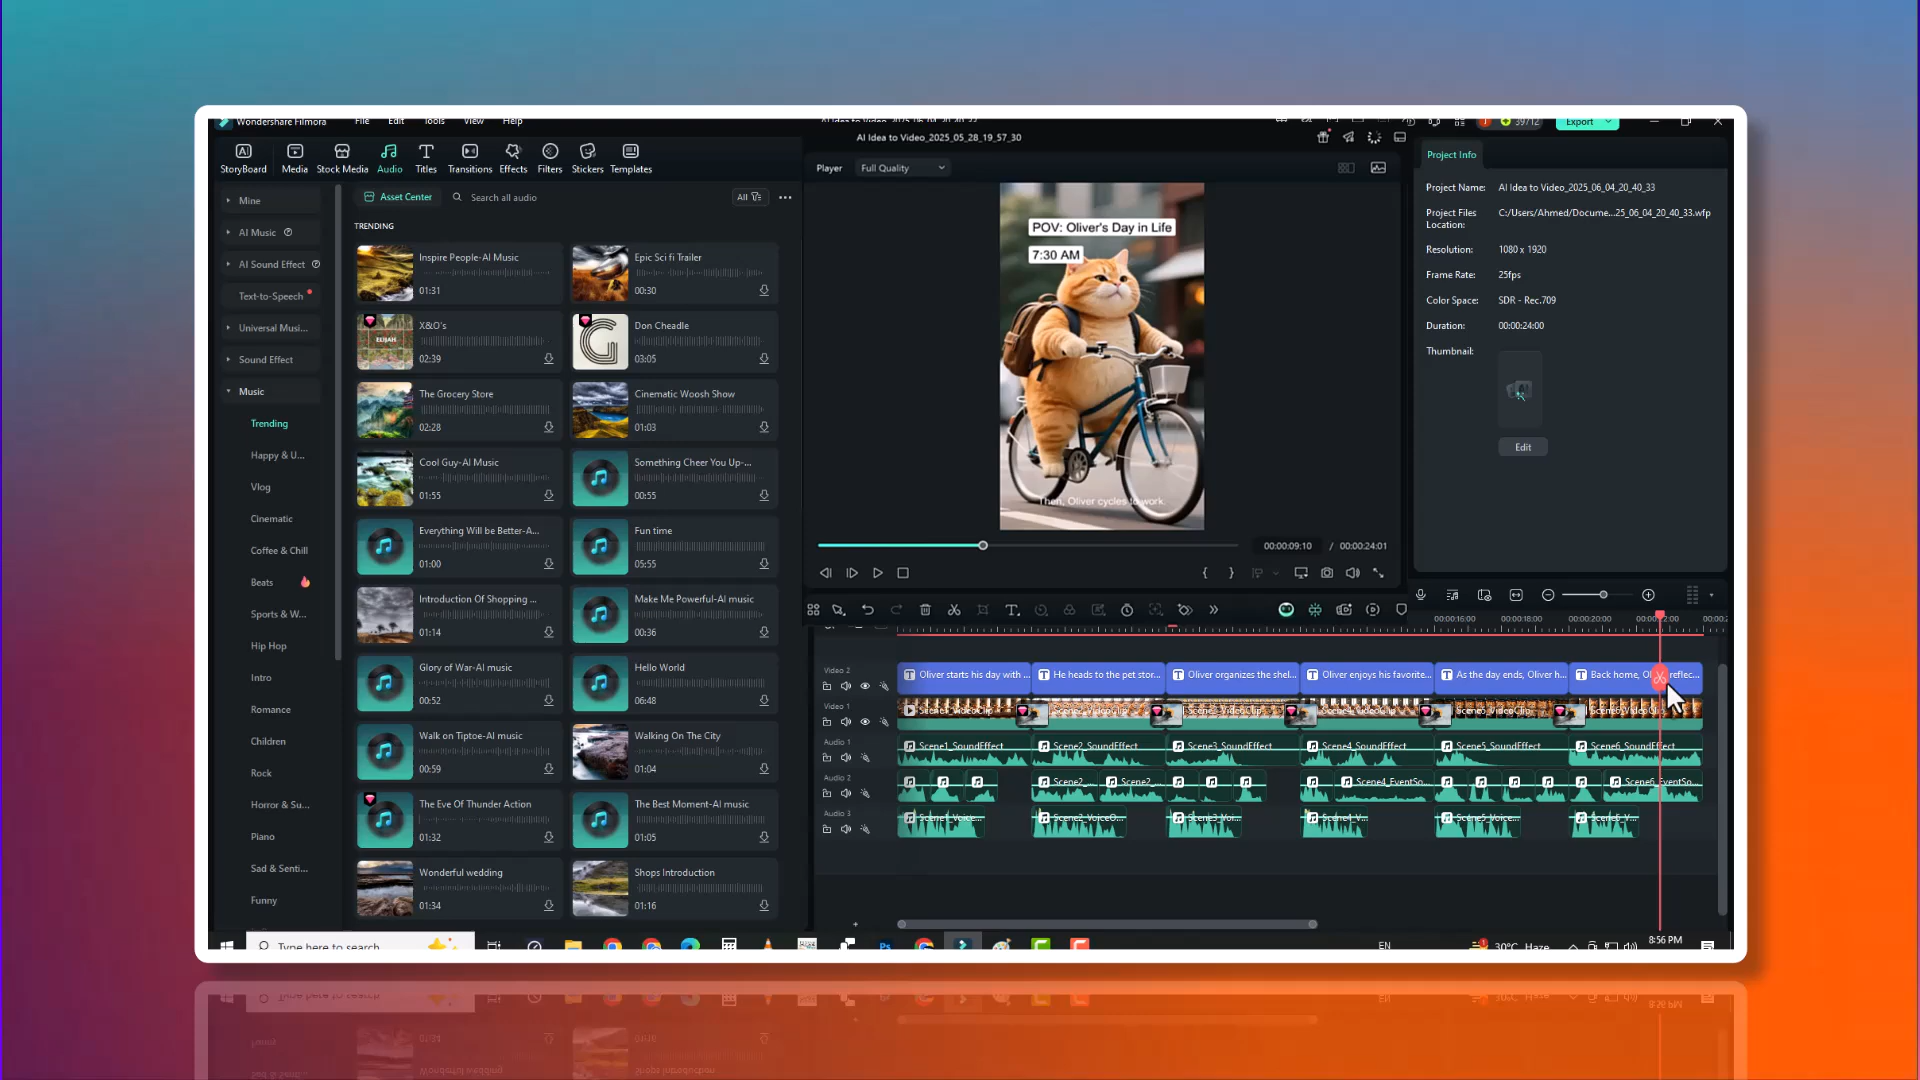 Wondershare Filmora File Edit Tools View Help
39712
Export
AI Idea to Video_2025_05_28_19_57_30
StoryBoard Media Stock Media Audio Titles Transitions Effects Filters Stickers Templates
Player Full Quality
Project Info
Mine
AI Music
AI Sound Effect
Text-to-Speech
Universal Musi...
Sound Effect
Music
Trending
Happy & U...
Vlog
Cinematic
Coffee & Chill
Beats
Sports & W...
Hip Hop
Intro
Romance
Children
Rock
Horror & Su...
Piano
Sad & Senti...
Funny
Asset Center Search all audio All
TRENDING
Inspire People-AI Music
01:31
Epic Sci fi Trailer
00:30
X&O's
02:39
Don Cheadle
03:05
The Grocery Store
02:28
Cinematic Woosh Show
01:03
Cool Guy-AI Music
01:55
Something Cheer You Up-...
00:55
Everything Will be Better-A...
01:00
Fun time
05:55
Introduction Of Shopping ...
01:14
Make Me Powerful-AI music
00:36
Glory of War-AI music
00:52
Hello World
06:48
Walk on Tiptoe-AI music
00:59
Walking On The City
01:04
The Eve Of Thunder Action
01:32
The Best Moment-AI music
01:05
Wonderful wedding
01:34
Shops Introduction
01:16
POV: Oliver's Day in Life
7:30 AM
Then, Oliver cycles to work.
00:00:09:10 / 00:00:24:01
Project Name: AI Idea to Video_2025_06_04_20_40_33
Project Files Location: C:/Users/Ahmed/Docume...25_06_04_20_40_33.wfp
Resolution: 1080 x 1920
Frame Rate: 25fps
Color Space: SDR - Rec.709
Duration: 00:00:24:00
Thumbnail:
Edit
00:00:16:00 00:00:18:00 00:00:20:00
Video 2
Oliver starts his day with ... He heads to the pet stor... Oliver organizes the shel... Oliver enjoys his favorite... As the day ends, Oliver h... Back home,
Video 1
Audio 1
Scene1_SoundEffect Scene2_SoundEffect Scene3_SoundEffect Scene4_SoundEffect Scene5_SoundEffect Scene6_SoundEffect
Audio 2
Scene2_... Scene2_... Scene4_EventSo... Scene6_EventSo...
Audio 3
Scene1_Voice... Scene2_VoiceO... Scene3_Voi... Scene4_V... Scene5_Voice... Scene6_V...
Type here to search
EN
30°C Haze
8:56 PM